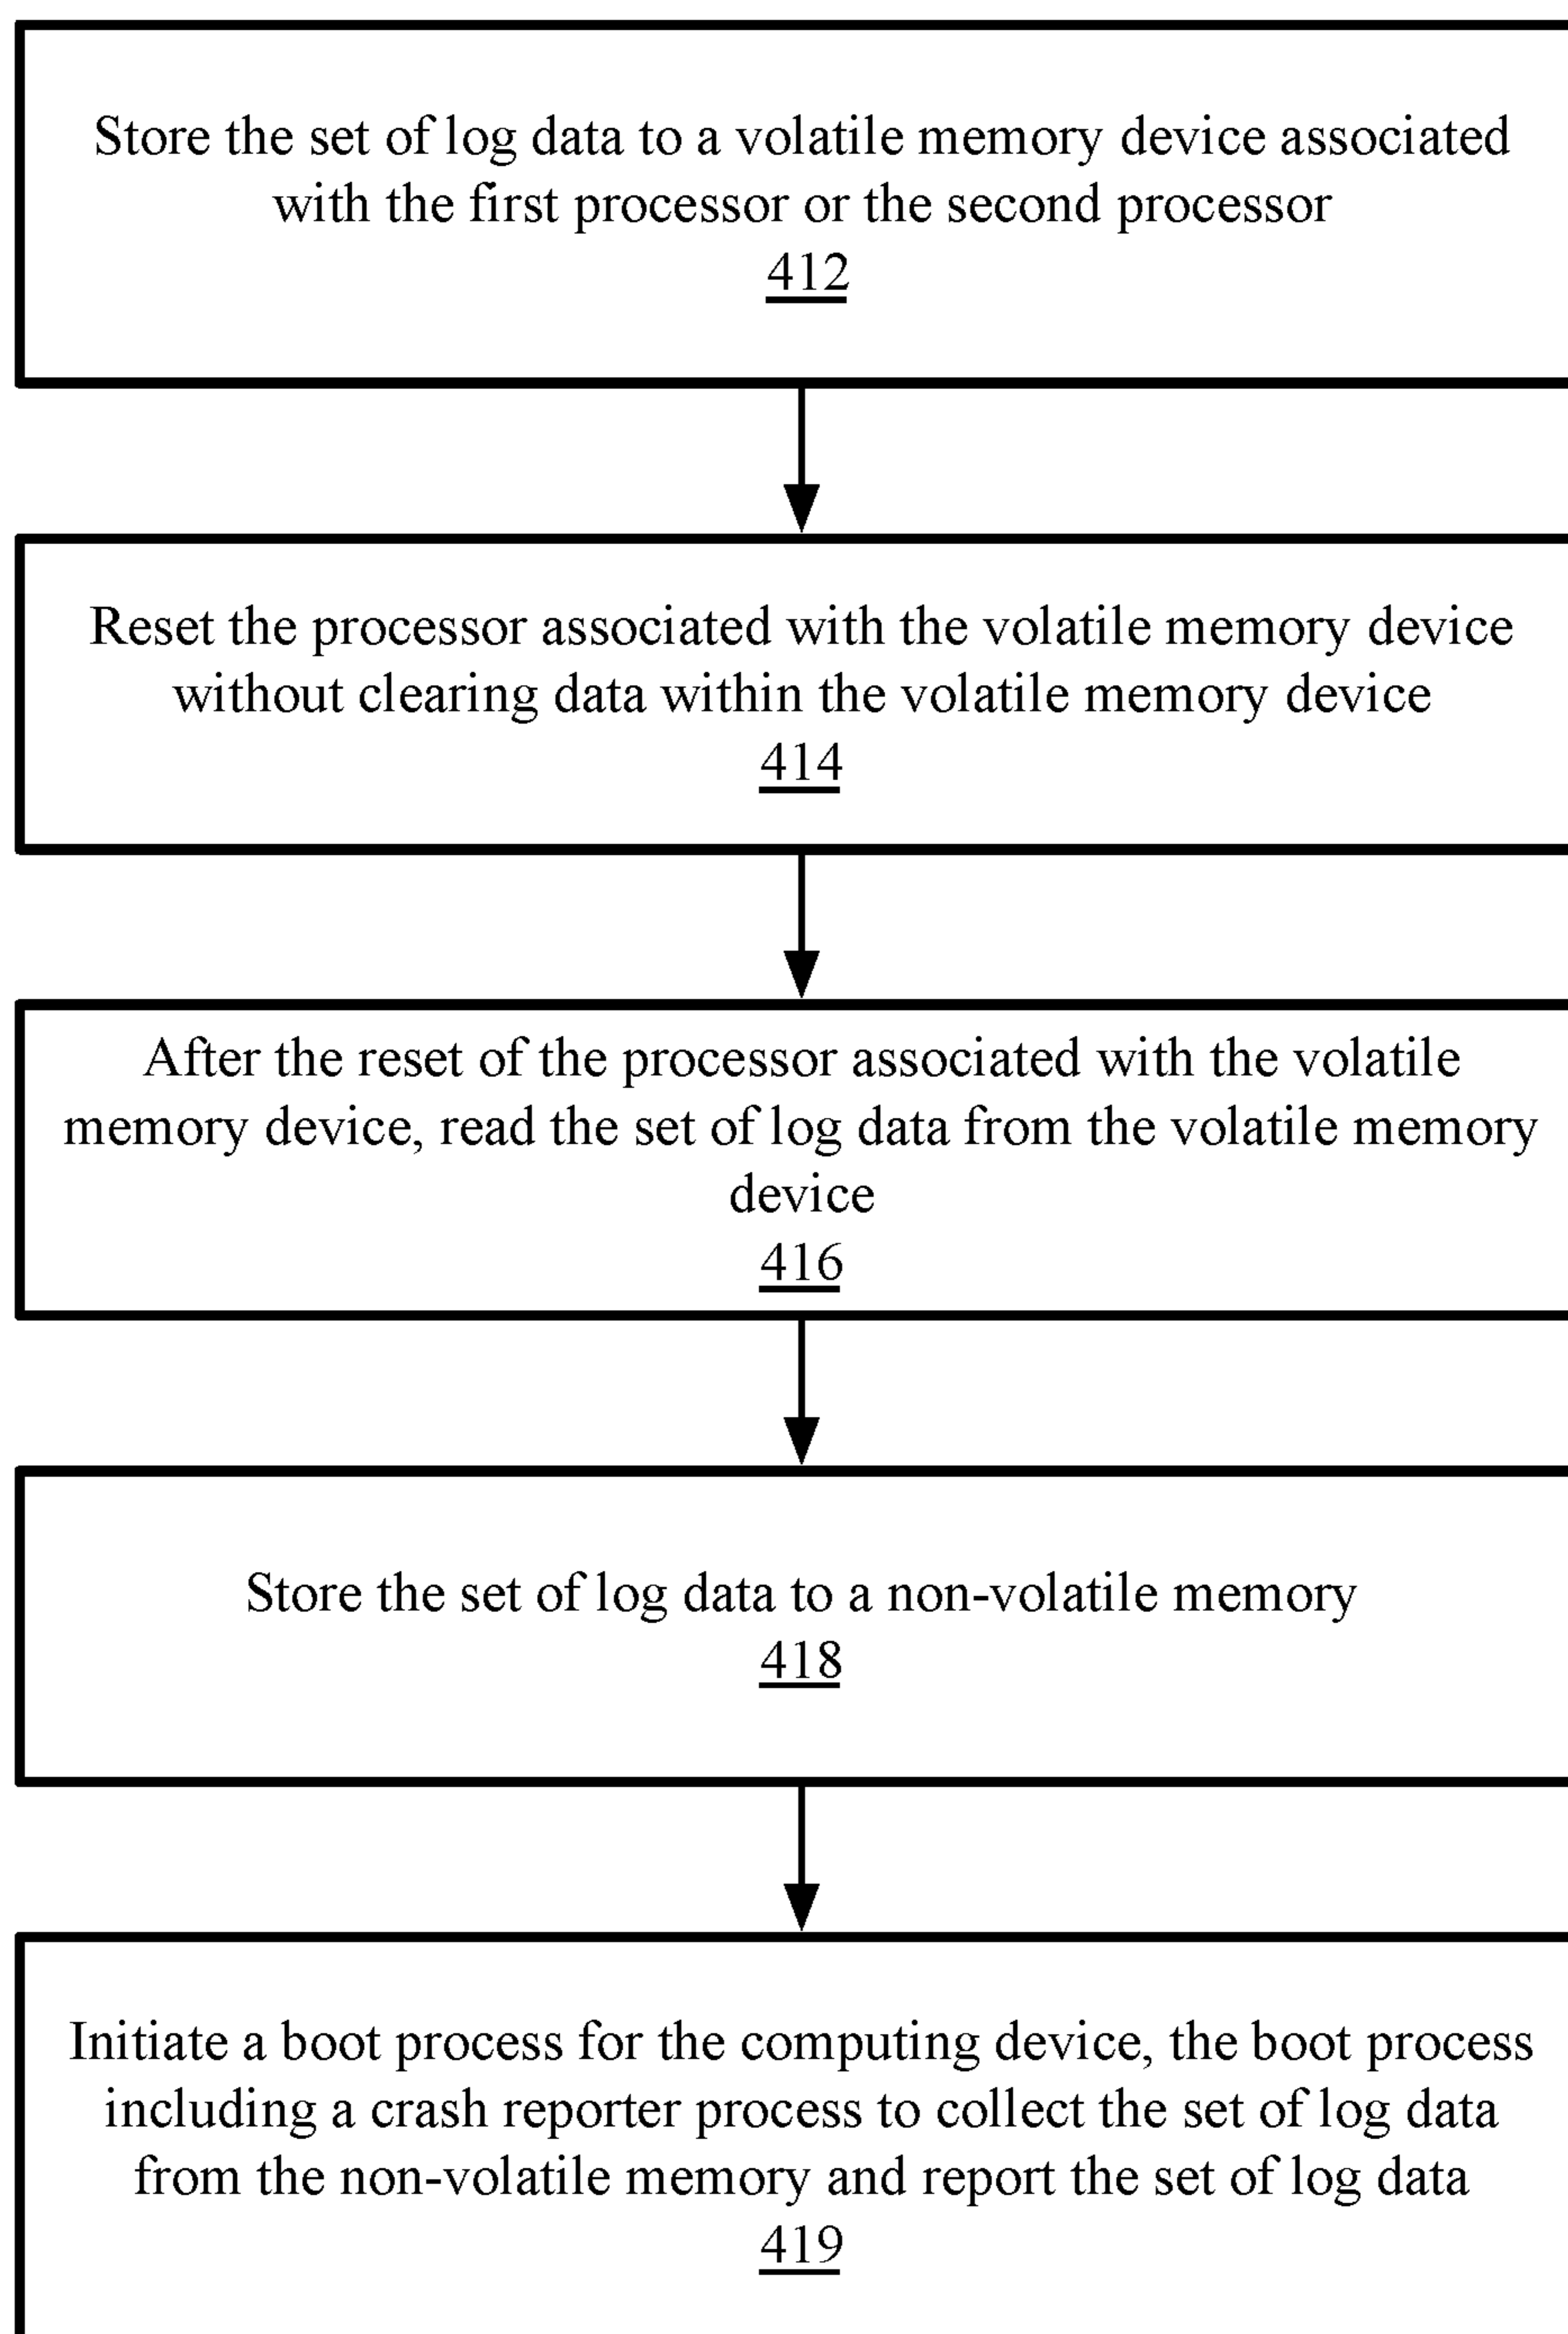 Store the set of log data to a volatile memory device associated
with the first processor or the second processor
412
Reset the processor associated with the volatile memory device
without clearing data within the volatile memory device
414
After the reset of the processor associated with the volatile
memory device, read the set of log data from the volatile memory
device
416
Store the set of log data to a non-volatile memory
418
Initiate a boot process for the computing device, the boot process
including a crash reporter process to collect the set of log data
from the non-volatile memory and report the set of log data
419